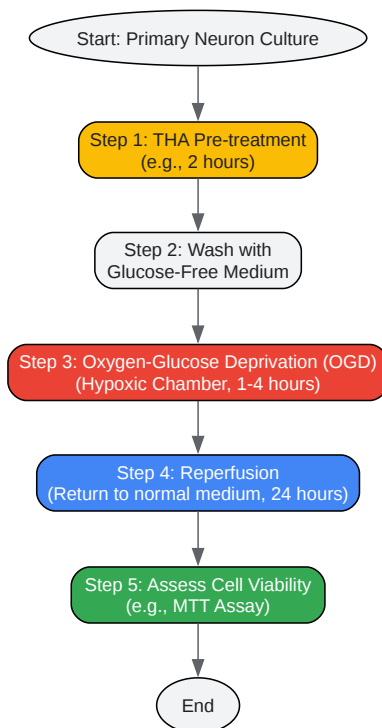 Start: Primary Neuron Culture
Step 1: THA Pre-treatment
(e.g., 2 hours)
Step 2: Wash with
Glucose-Free Medium
Step 3: Oxygen-Glucose Deprivation (OGD)
(Hypoxic Chamber, 1-4 hours)
Step 4: Reperfusion
(Return to normal medium, 24 hours)
Step 5: Assess Cell Viability
(e.g., MTT Assay)
End